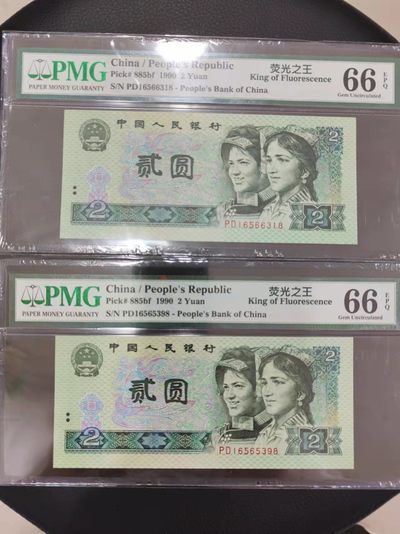 PMG
PAPER MONEY GUARANTY
China / People's Republic
Pick# 885bf 1990 2 Yuan
S/N PD16566318 - People's Bank of China
荧光之王
King of Fluorescence
66 EPQ
Gem Uncirculated
中国人民银行
贰圆
2
2
2
PD16566318
PMG
PAPER MONEY GUARANTY
China / People's Republic
Pick# 885bf 1990 2 Yuan
S/N PD16565398 - People's Bank of China
荧光之王
King of Fluorescence
66 EPQ
Gem Uncirculated
中国人民银行
贰圆
2
2
2
PD16565398